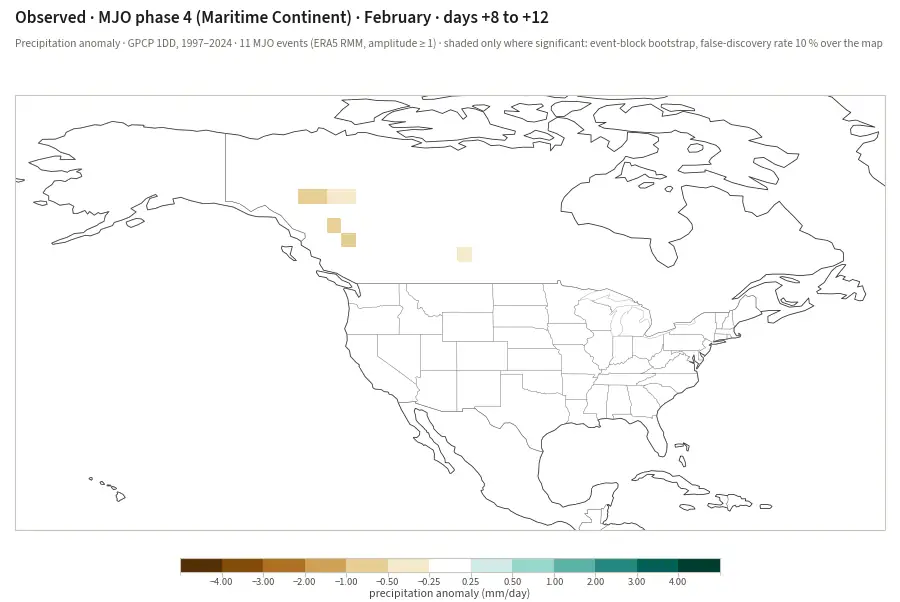 Observed · MJO phase 4 (Maritime Continent) · February · days +8 to +12
Precipitation anomaly · GPCP 1DD, 1997–2024 · 11 MJO events (ERA5 RMM, amplitude ≥ 1) · shaded only where significant: event-block bootstrap, false-discovery rate 10 % over the map
−4.00 −3.00 −2.00 −1.00 −0.50 −0.25 0.25 0.50 1.00 2.00 3.00 4.00
precipitation anomaly (mm/day)